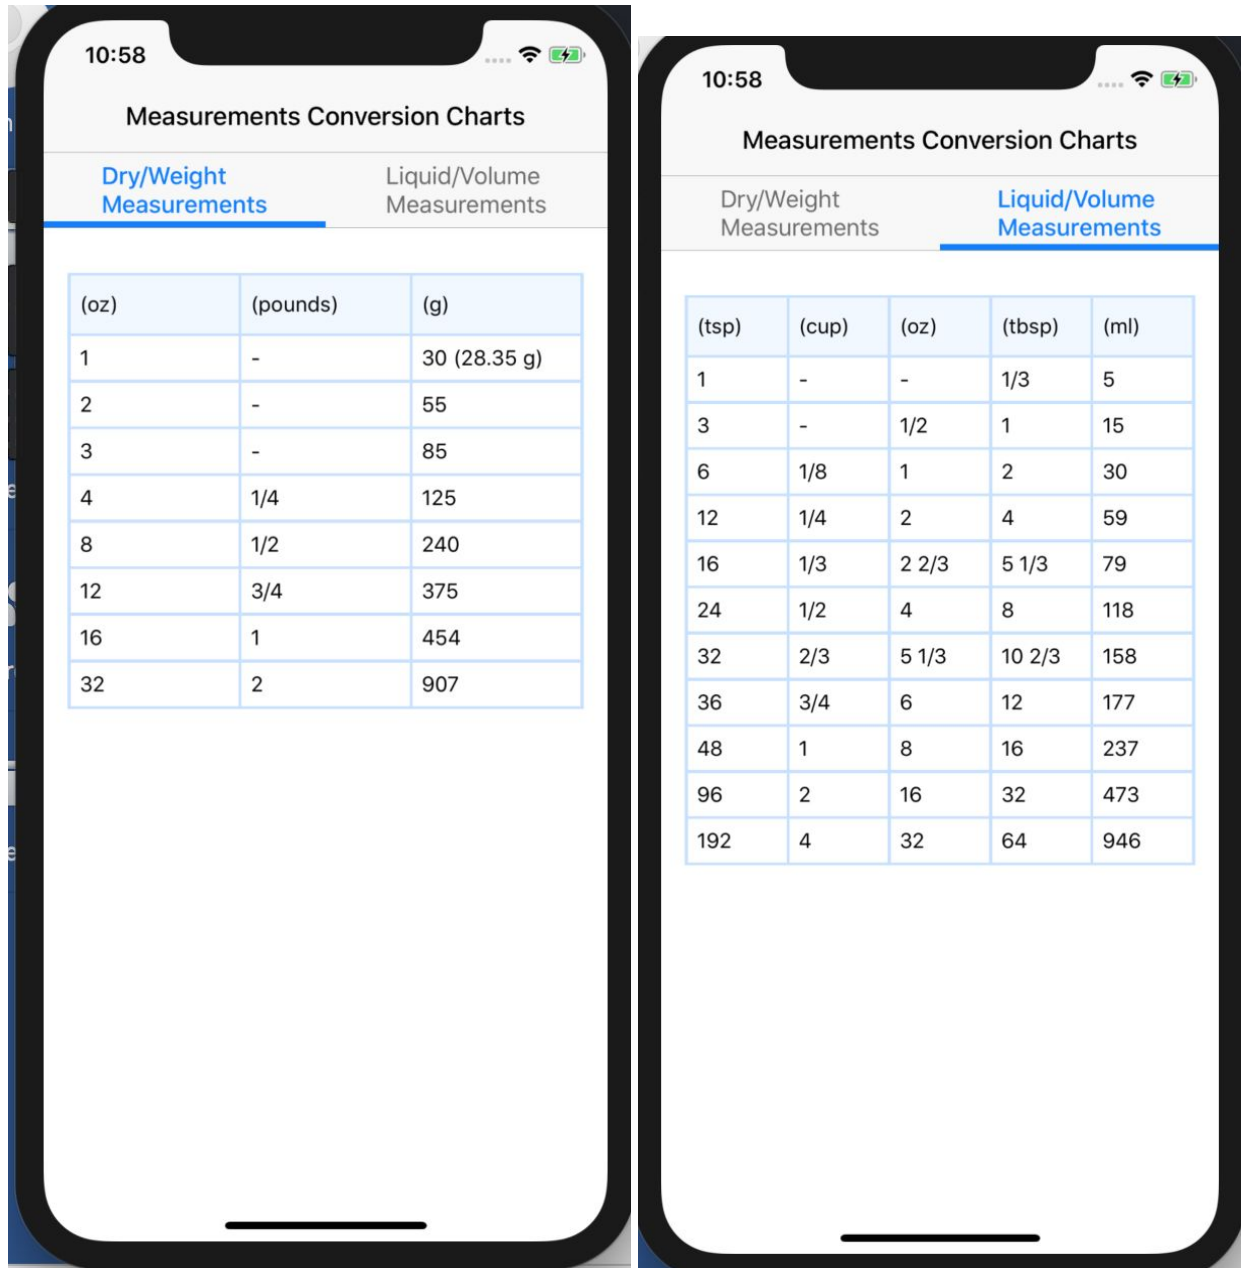 10:58
Measurements Conversion Charts
Dry/Weight Measurements Liquid/Volume Measurements
(oz) (pounds) (g)
1 - 30 (28.35 g)
2 - 55
3 - 85
4 1/4 125
8 1/2 240
12 3/4 375
16 1 454
32 2 907
10:58
Measurements Conversion Charts
Dry/Weight Measurements Liquid/Volume Measurements
(tsp) (cup) (oz) (tbsp) (ml)
1 - - 1/3 5
3 - 1/2 1 15
6 1/8 1 2 30
12 1/4 2 4 59
16 1/3 2 2/3 5 1/3 79
24 1/2 4 8 118
32 2/3 5 1/3 10 2/3 158
36 3/4 6 12 177
48 1 8 16 237
96 2 16 32 473
192 4 32 64 946